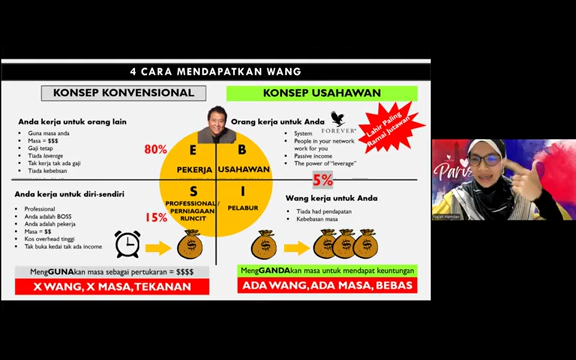 4 CARA MENDAPATKAN WANG
KONSEP KONVENSIONAL
KONSEP USAHAWAN
Anda kerja untuk orang lain
• Guna masa anda
• Masa = $$$
• Gaji tetap
• Tiada leverage
• Tak kerja tak ada gaji
• Tiada kebebsan
80%
E
PEKERJA
B
USAHAWAN
Orang kerja untuk Anda
• System
• People in your network
work for you
• Passive income
• The power of "leverage"
FOREVER
Lahir Paling
Ramai Jutawan
5%
Anda kerja untuk diri-sendiri
• Professional
• Anda adalah BOSS
• Anda adalah pekerja
• Masa = $$
• Kos overhead tinggi
• Tak buka kedai tak ada income
15%
S
PROFESSIONAL/
PERNIAGAAN
RUNCIT
I
PELABUR
Wang kerja untuk Anda
• Tiada had pendapatan
• Kebebasan masa
MengGUNAkan masa sebagai pertukaran = $$$$
X WANG, X MASA, TEKANAN
MengGANDAkan masa untuk mendapat keuntungan
ADA WANG, ADA MASA, BEBAS
Paris